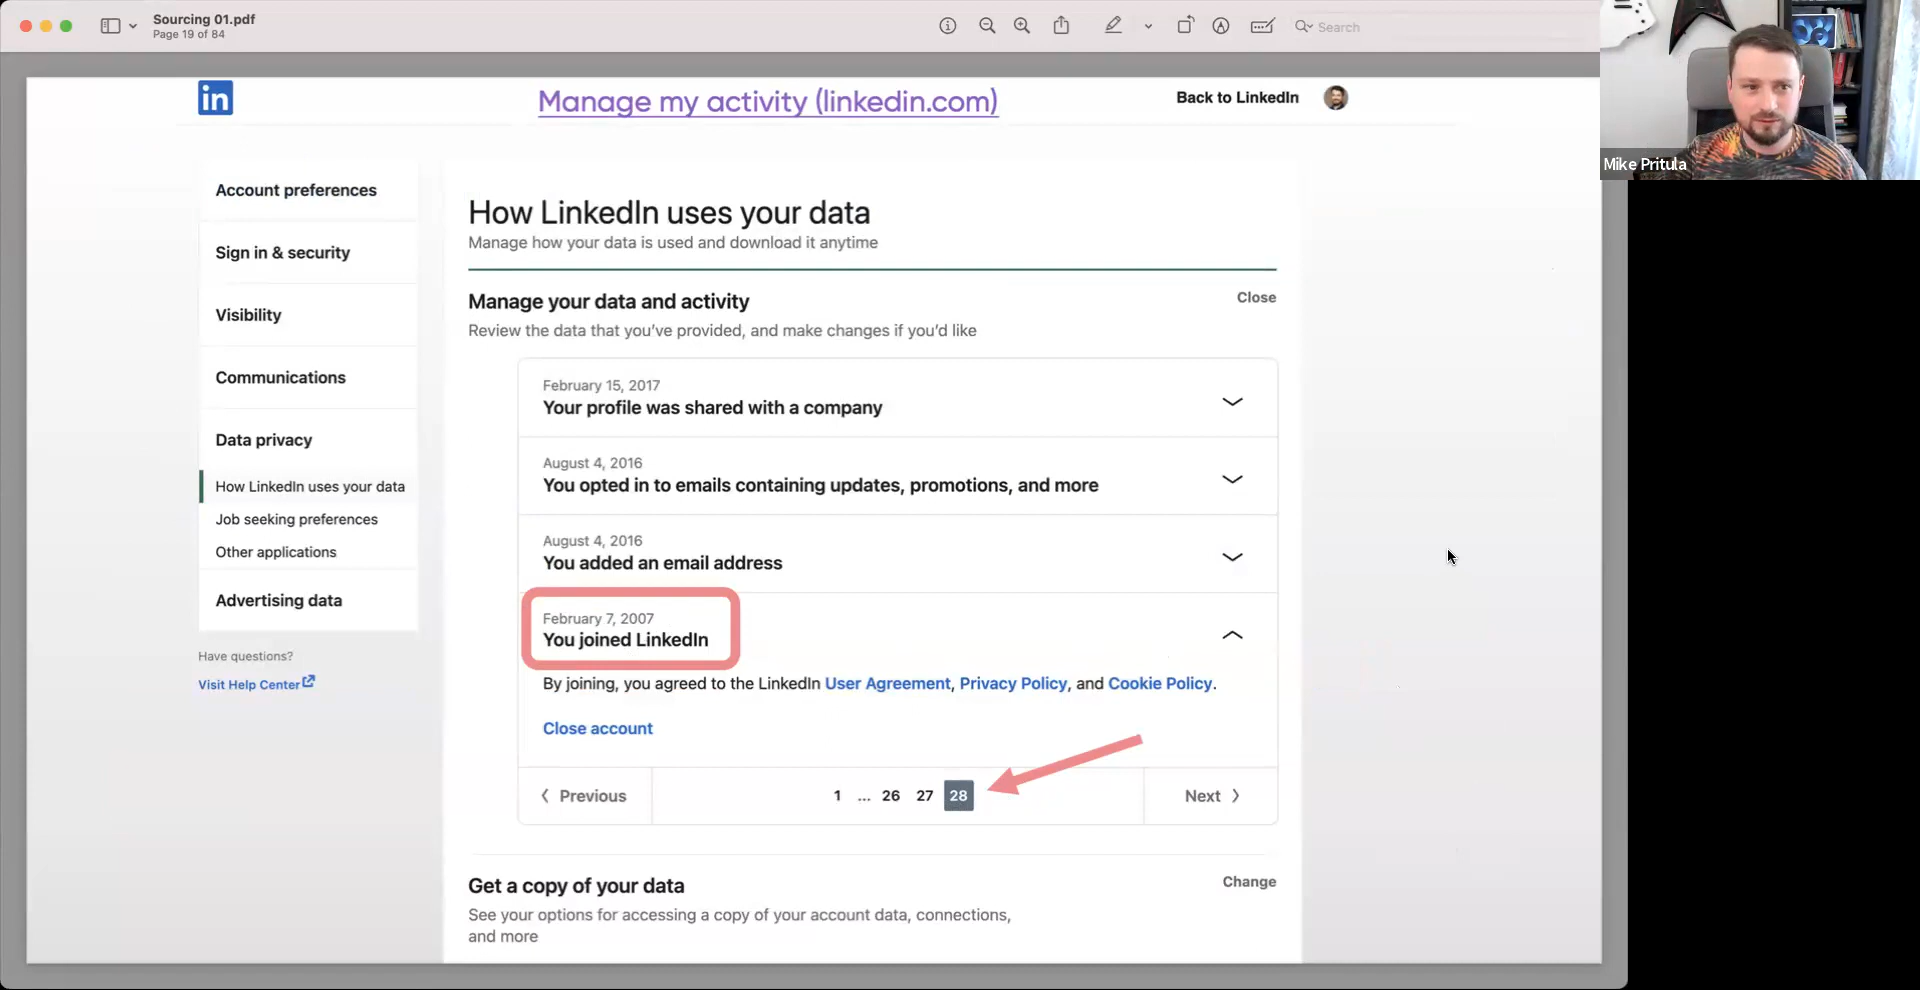 Sourcing 01.pdf
Page 19 of 84
Search
in
Manage my activity (linkedin.com)
Back to LinkedIn
Mike Pritula
Account preferences
Sign in & security
Visibility
Communications
Data privacy
How LinkedIn uses your data
Job seeking preferences
Other applications
Advertising data
Have questions?
Visit Help Center
How LinkedIn uses your data
Manage how your data is used and download it anytime
Manage your data and activity
Close
Review the data that you've provided, and make changes if you'd like
February 15, 2017
Your profile was shared with a company
August 4, 2016
You opted in to emails containing updates, promotions, and more
August 4, 2016
You added an email address
February 7, 2007
You joined LinkedIn
By joining, you agreed to the LinkedIn User Agreement, Privacy Policy, and Cookie Policy.
Close account
Previous
1 ... 26 27 28
Next
Get a copy of your data
Change
See your options for accessing a copy of your account data, connections,
and more